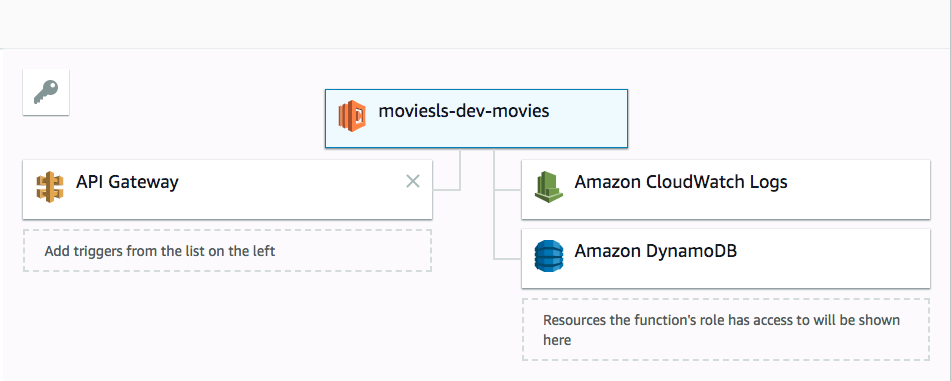 moviesls-dev-movies
API Gateway
Add triggers from the list on the left
Amazon CloudWatch Logs
Amazon DynamoDB
Resources the function's role has access to will be shown
here